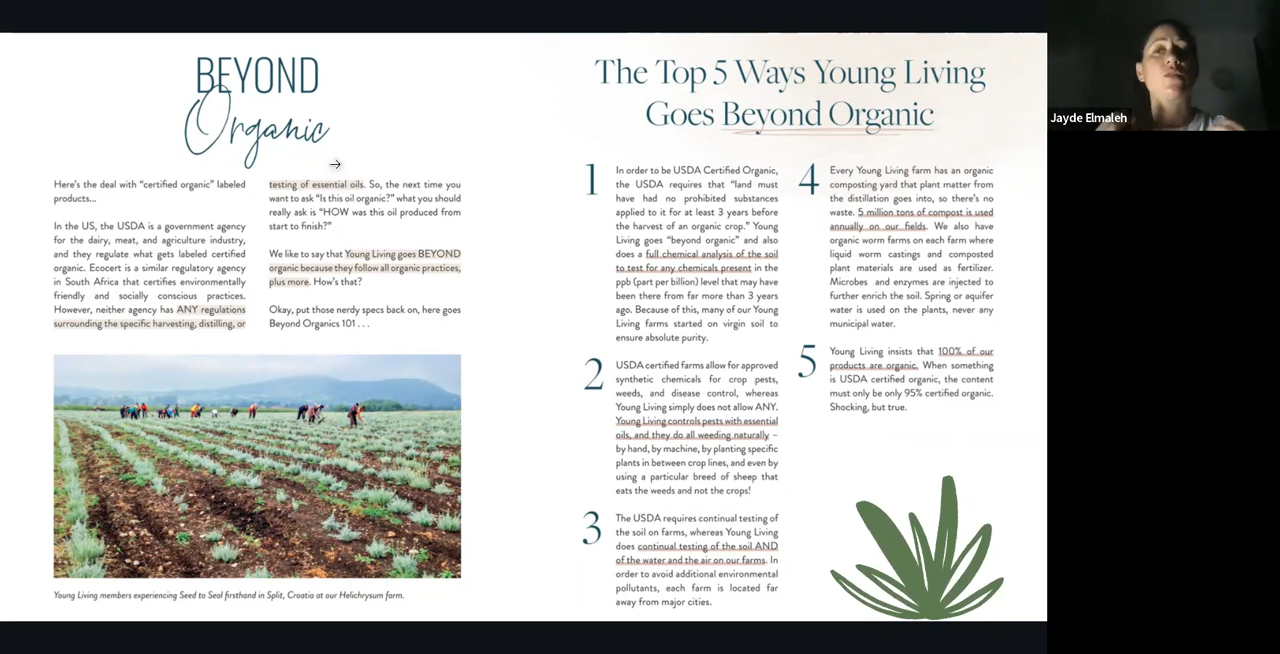 BEYOND
Organic
Here's the deal with “certified organic” labeled
products...
In the US, the USDA is a government agency
for the dairy, meat, and agriculture industry,
and they regulate what gets labeled certified
organic. Ecocert is a similar regulatory agency
in South Africa that certifies environmentally
friendly and socially conscious practices.
However, neither agency has ANY regulations
surrounding the specific harvesting, distilling, or
testing of essential oils. So, the next time you
want to ask “Is this oil organic?” what you should
really ask is “HOW was this oil produced from
start to finish?”
We like to say that Young Living goes BEYOND
organic because they follow all organic practices,
plus more. How's that?
Okay, put those nerdy specs back on, here goes
Beyond Organics 101 . . .
Young Living members experiencing Seed to Seal firsthand in Split, Croatia at our Helichrysum farm.
The Top 5 Ways Young Living
Goes Beyond Organic
1
In order to be USDA Certified Organic,
the USDA requires that “land must
have had no prohibited substances
applied to it for at least 3 years before
the harvest of an organic crop.” Young
Living goes “beyond organic” and also
does a full chemical analysis of the soil
to test for any chemicals present in the
ppb (part per billion) level that may have
been there from far more than 3 years
ago. Because of this, many of our Young
Living farms started on virgin soil to
ensure absolute purity.
2
USDA certified farms allow for approved
synthetic chemicals for crop pests,
weeds, and disease control, whereas
Young Living simply does not allow ANY.
Young Living controls pests with essential
oils, and they do all weeding naturally –
by hand, by machine, by planting specific
plants in between crop lines, and even by
using a particular breed of sheep that
eats the weeds and not the crops!
3
The USDA requires continual testing of
the soil on farms, whereas Young Living
does continual testing of the soil AND
of the water and the air on our farms. In
order to avoid additional environmental
pollutants, each farm is located far
away from major cities.
4
Every Young Living farm has an organic
composting yard that plant matter from
the distillation goes into, so there's no
waste. 5 million tons of compost is used
annually on our fields. We also have
organic worm farms on each farm where
liquid worm castings and composted
plant materials are used as fertilizer.
Microbes and enzymes are injected to
further enrich the soil. Spring or aquifer
water is used on the plants, never any
municipal water.
5
Young Living insists that 100% of our
products are organic. When something
is USDA certified organic, the content
must only be only 95% certified organic.
Shocking, but true.
Jayde Elmaleh